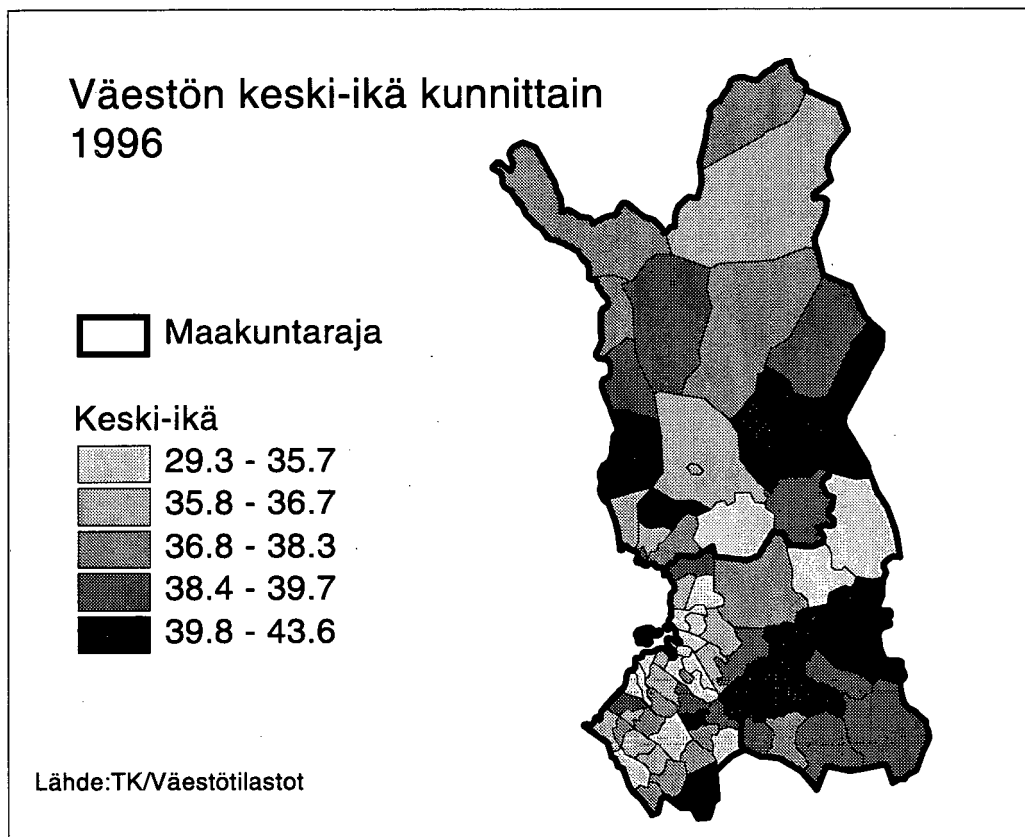 Väestön keski-ikä kunnittain
1996
Maakuntaraja
Keski-ikä
29.3 - 35.7
35.8 - 36.7
36.8 - 38.3
38.4 - 39.7
39.8 - 43.6
Lähde:TK/Väestötilastot